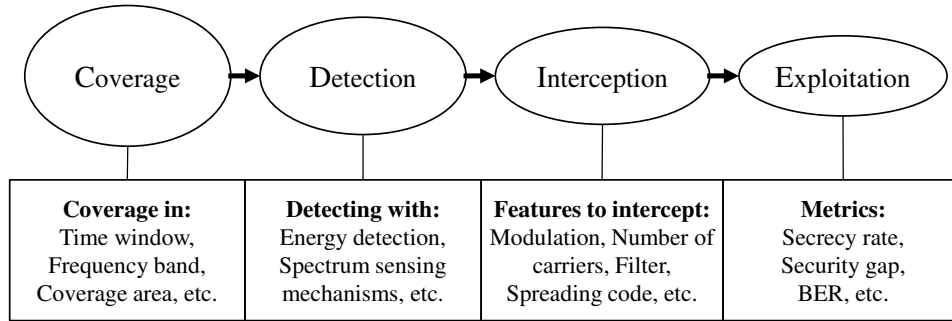 Coverage
Detection
Interception
Exploitation
Coverage in:
Time window,
Frequency band,
Coverage area, etc.
Detecting with:
Energy detection,
Spectrum sensing
mechanisms, etc.
Features to intercept:
Modulation, Number of
carriers, Filter,
Spreading code, etc.
Metrics:
Secrecy rate,
Security gap,
BER, etc.